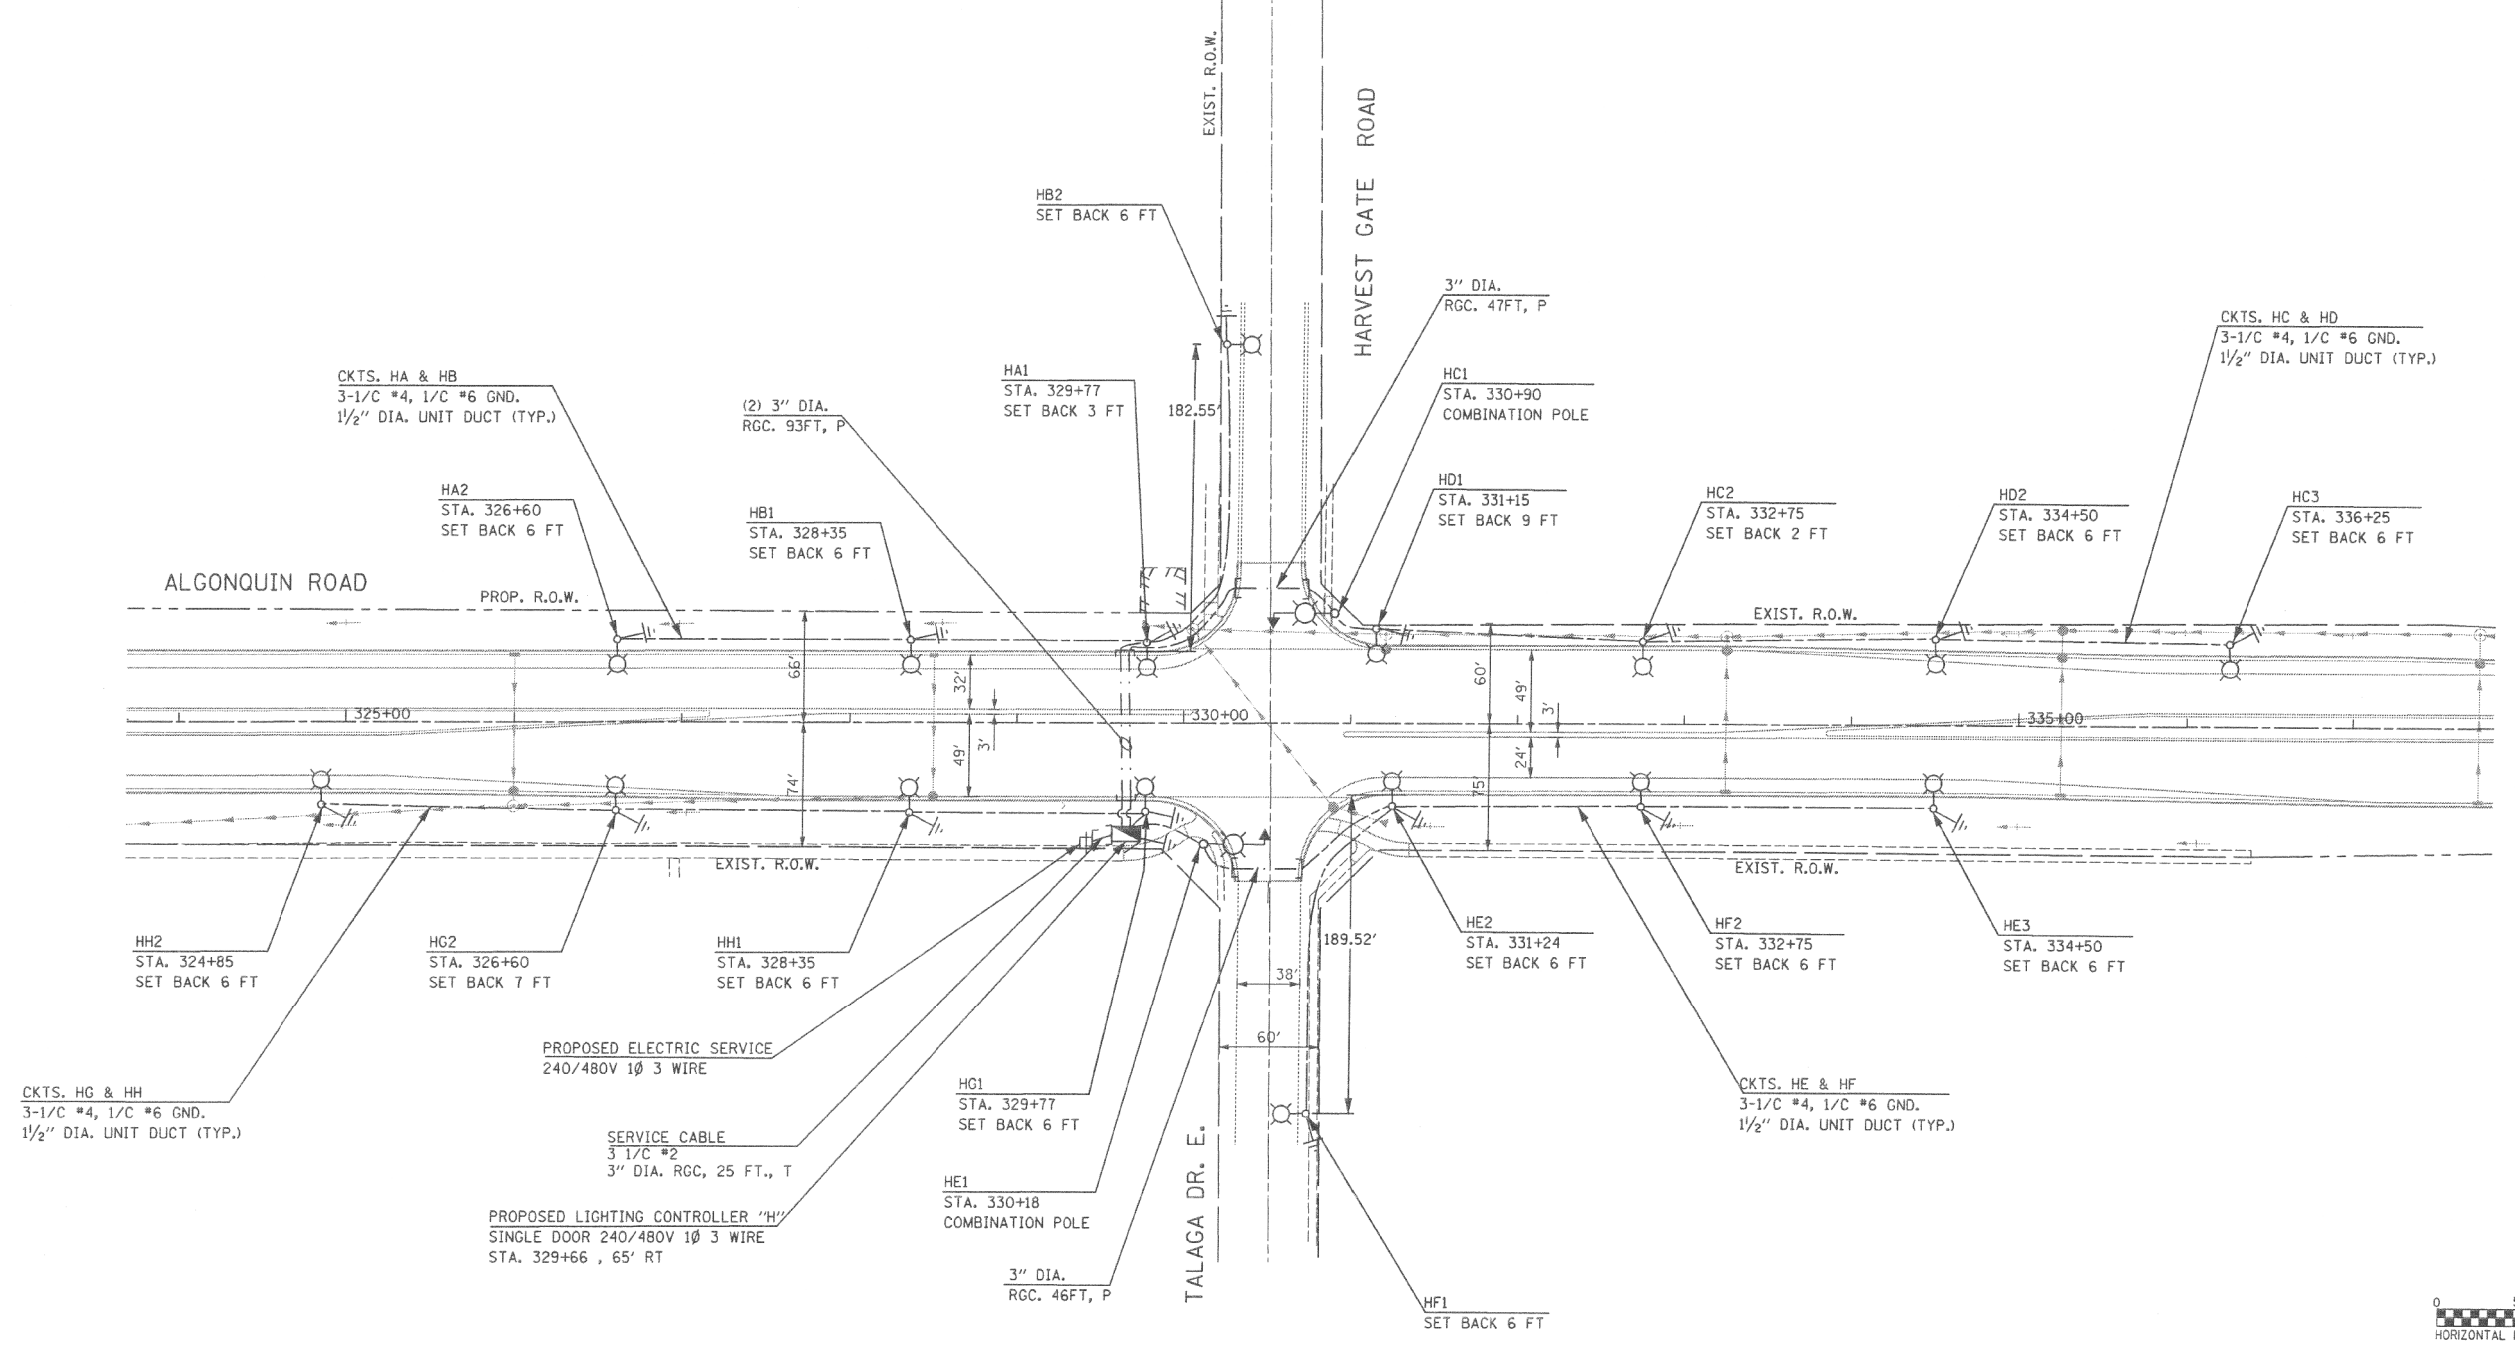 EXIST. R.O.W.
HARVEST GATE ROAD
HB2
SET BACK 6 FT
3" DIA.
RGC. 47FT, P
CKTS. HC & HD
3-1/C #4, 1/C #6 GND.
1½" DIA. UNIT DUCT (TYP.)
CKTS. HA & HB
3-1/C #4, 1/C #6 GND.
1½" DIA. UNIT DUCT (TYP.)
(2) 3" DIA.
RGC. 93FT, P
HA1
STA. 329+77
SET BACK 3 FT
182.55'
HC1
STA. 330+90
COMBINATION POLE
HA2
STA. 326+60
SET BACK 6 FT
HB1
STA. 328+35
SET BACK 6 FT
HD1
STA. 331+15
SET BACK 9 FT
HC2
STA. 332+75
SET BACK 2 FT
HD2
STA. 334+50
SET BACK 6 FT
HC3
STA. 336+25
SET BACK 6 FT
ALGONQUIN ROAD
PROP. R.O.W.
EXIST. R.O.W.
66'
32'
60'
49'
3'
325+00
330+00
335+00
74'
49'
3'
75'
24'
EXIST. R.O.W.
EXIST. R.O.W.
HH2
STA. 324+85
SET BACK 6 FT
HG2
STA. 326+60
SET BACK 7 FT
HH1
STA. 328+35
SET BACK 6 FT
189.52'
38'
60'
HE2
STA. 331+24
SET BACK 6 FT
HF2
STA. 332+75
SET BACK 6 FT
HE3
STA. 334+50
SET BACK 6 FT
PROPOSED ELECTRIC SERVICE
240/480V 1Ø 3 WIRE
CKTS. HG & HH
3-1/C #4, 1/C #6 GND.
1½" DIA. UNIT DUCT (TYP.)
HG1
STA. 329+77
SET BACK 6 FT
CKTS. HE & HF
3-1/C #4, 1/C #6 GND.
1½" DIA. UNIT DUCT (TYP.)
SERVICE CABLE
3 1/C #2
3" DIA. RGC, 25 FT., T
HE1
STA. 330+18
COMBINATION POLE
PROPOSED LIGHTING CONTROLLER "H"
SINGLE DOOR 240/480V 1Ø 3 WIRE
STA. 329+66 , 65' RT
TALAGA DR. E.
3" DIA.
RGC. 46FT, P
HF1
SET BACK 6 FT
0
HORIZONTAL